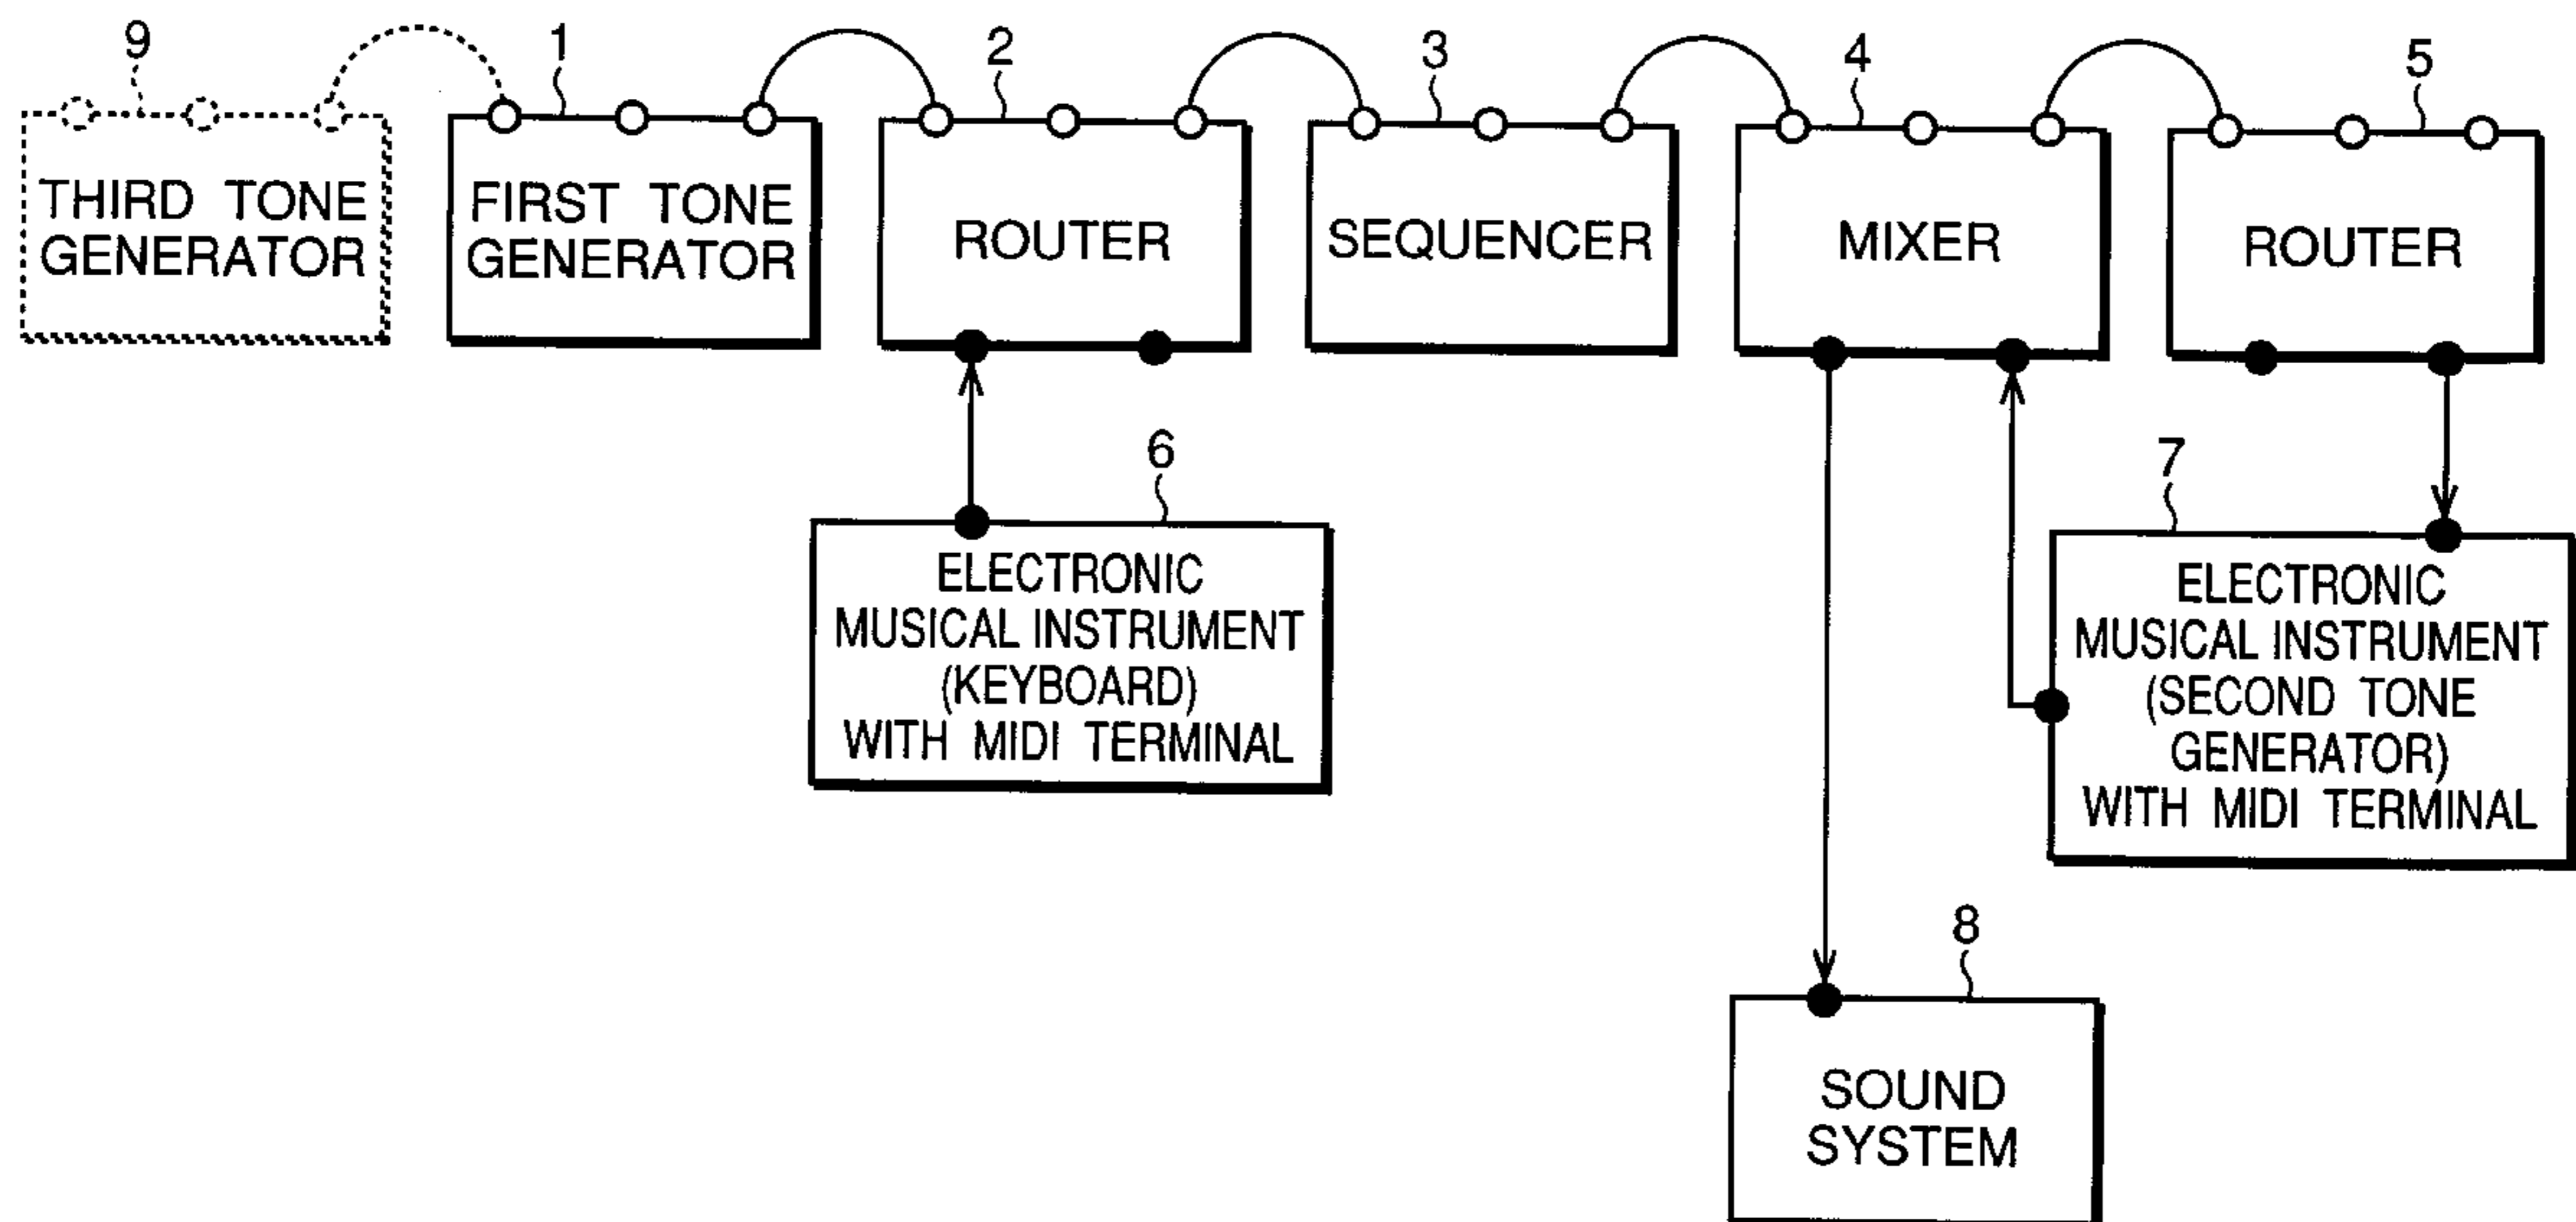 9
1
2
3
4
5
THIRD TONE
GENERATOR
FIRST TONE
GENERATOR
ROUTER
SEQUENCER
MIXER
ROUTER
6
ELECTRONIC
MUSICAL INSTRUMENT
(KEYBOARD)
WITH MIDI TERMINAL
7
ELECTRONIC
MUSICAL INSTRUMENT
(SECOND TONE
GENERATOR)
WITH MIDI TERMINAL
8
SOUND
SYSTEM